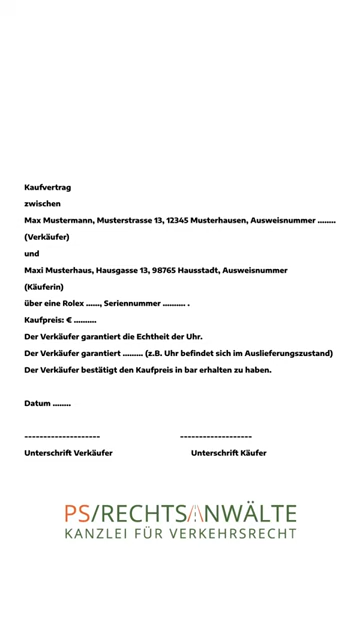 Kaufvertrag
zwischen
Max Mustermann, Musterstrasse 13, 12345 Musterhausen, Ausweisnummer ........
(Verkäufer)
und
Maxi Musterhaus, Hausgasse 13, 98765 Hausstadt, Ausweisnummer
(Käuferin)
über eine Rolex ......, Seriennummer .......... .
Kaufpreis: € ..........
Der Verkäufer garantiert die Echtheit der Uhr.
Der Verkäufer garantiert ......... (z.B. Uhr befindet sich im Auslieferungszustand)
Der Verkäufer bestätigt den Kaufpreis in bar erhalten zu haben.
Datum ........
-------------------- -------------------
Unterschrift Verkäufer Unterschrift Käufer
PS/RECHTSANWÄLTE
KANZLEI FÜR VERKEHRSRECHT